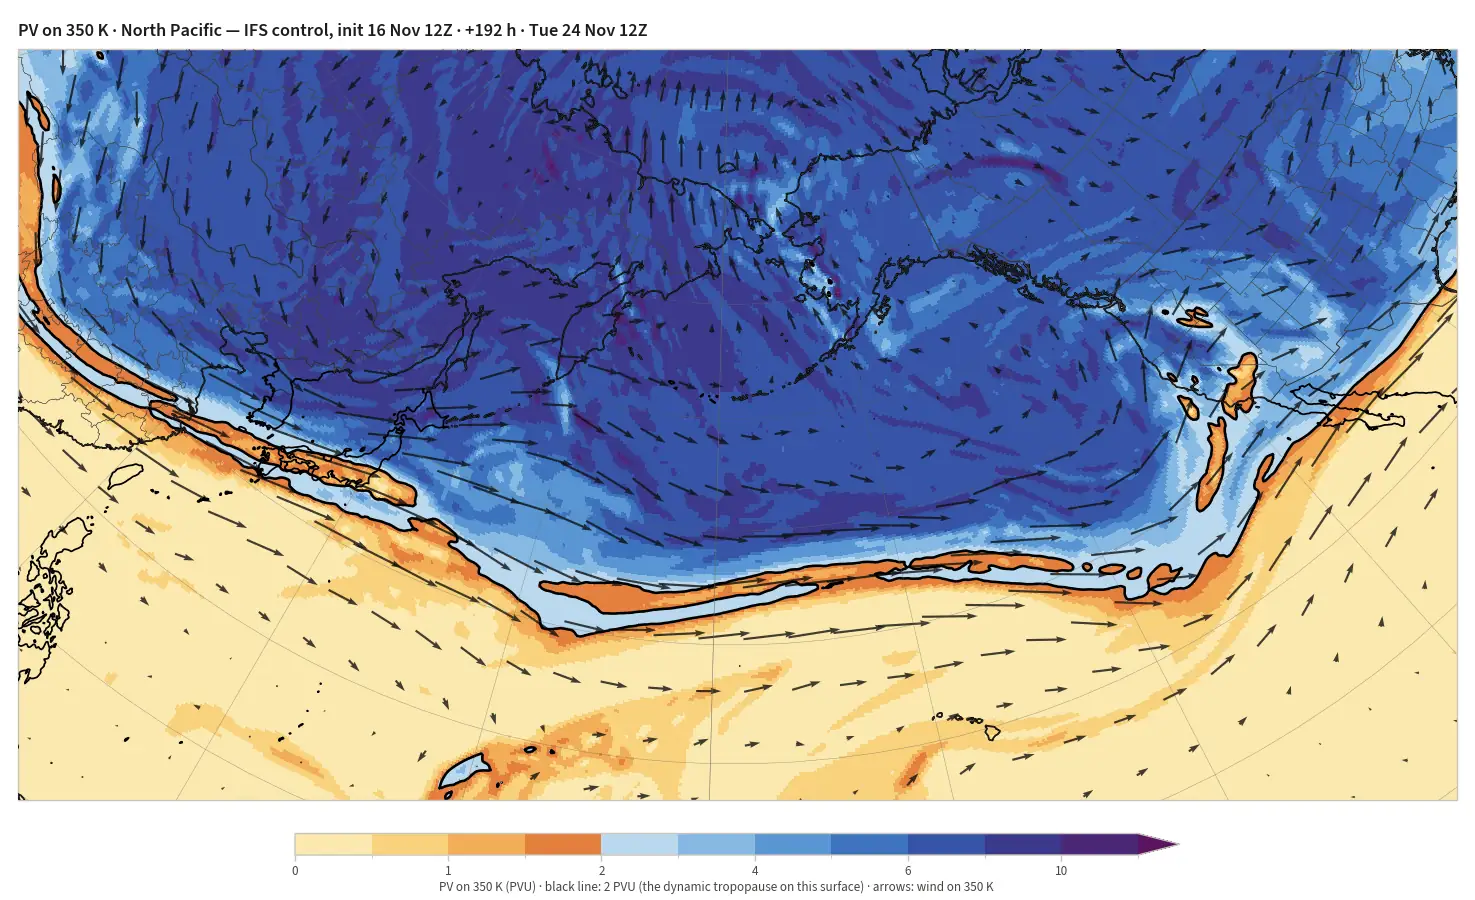 PV on 350 K · North Pacific — IFS control, init 16 Nov 12Z · +192 h · Tue 24 Nov 12Z
0 1 2 4 6 10
PV on 350 K (PVU) · black line: 2 PVU (the dynamic tropopause on this surface) · arrows: wind on 350 K